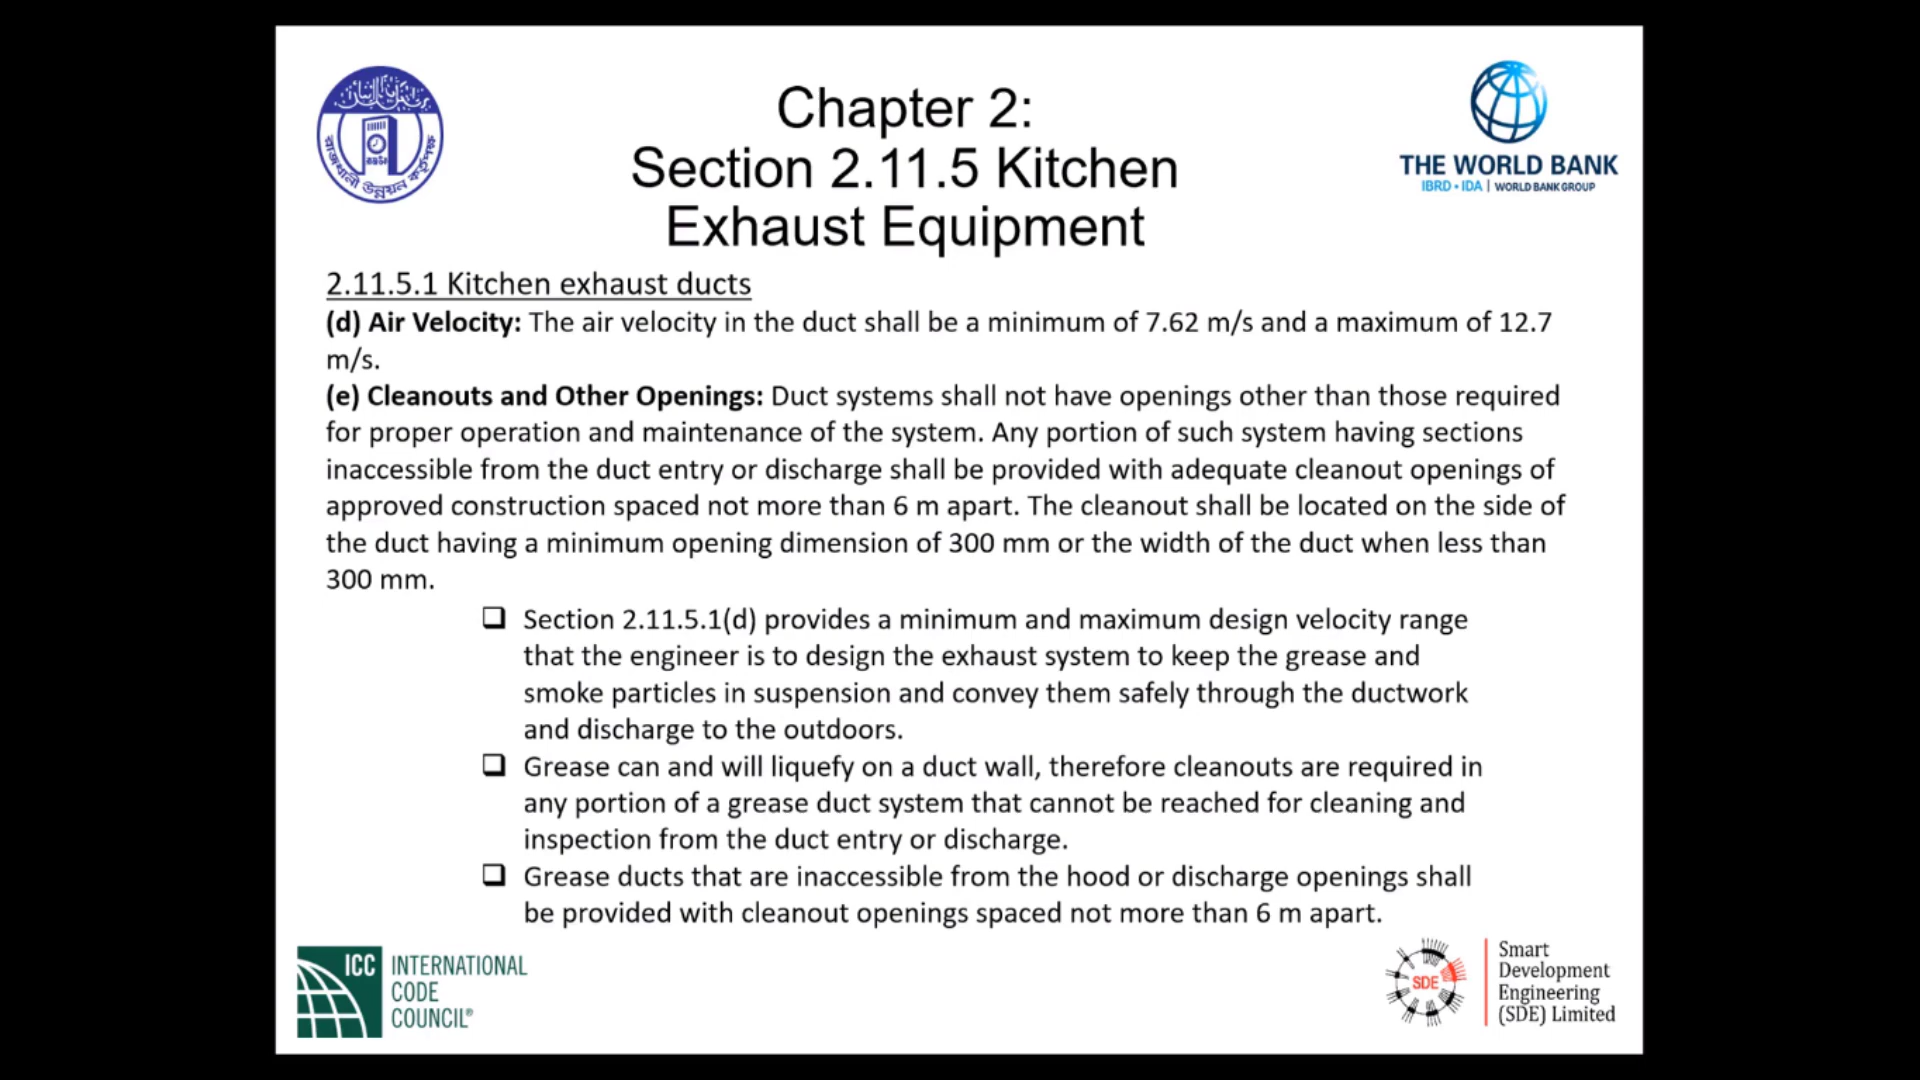 রাজধানী উন্নয়ন কর্তৃপক্ষ
Chapter 2:
Section 2.11.5 Kitchen
Exhaust Equipment
THE WORLD BANK
IBRD • IDA | WORLD BANK GROUP
2.11.5.1 Kitchen exhaust ducts
(d) Air Velocity: The air velocity in the duct shall be a minimum of 7.62 m/s and a maximum of 12.7
m/s.
(e) Cleanouts and Other Openings: Duct systems shall not have openings other than those required
for proper operation and maintenance of the system. Any portion of such system having sections
inaccessible from the duct entry or discharge shall be provided with adequate cleanout openings of
approved construction spaced not more than 6 m apart. The cleanout shall be located on the side of
the duct having a minimum opening dimension of 300 mm or the width of the duct when less than
300 mm.
❑ Section 2.11.5.1(d) provides a minimum and maximum design velocity range
that the engineer is to design the exhaust system to keep the grease and
smoke particles in suspension and convey them safely through the ductwork
and discharge to the outdoors.
❑ Grease can and will liquefy on a duct wall, therefore cleanouts are required in
any portion of a grease duct system that cannot be reached for cleaning and
inspection from the duct entry or discharge.
❑ Grease ducts that are inaccessible from the hood or discharge openings shall
be provided with cleanout openings spaced not more than 6 m apart.
ICC INTERNATIONAL
CODE
COUNCIL®
SDE
Smart
Development
Engineering
(SDE) Limited